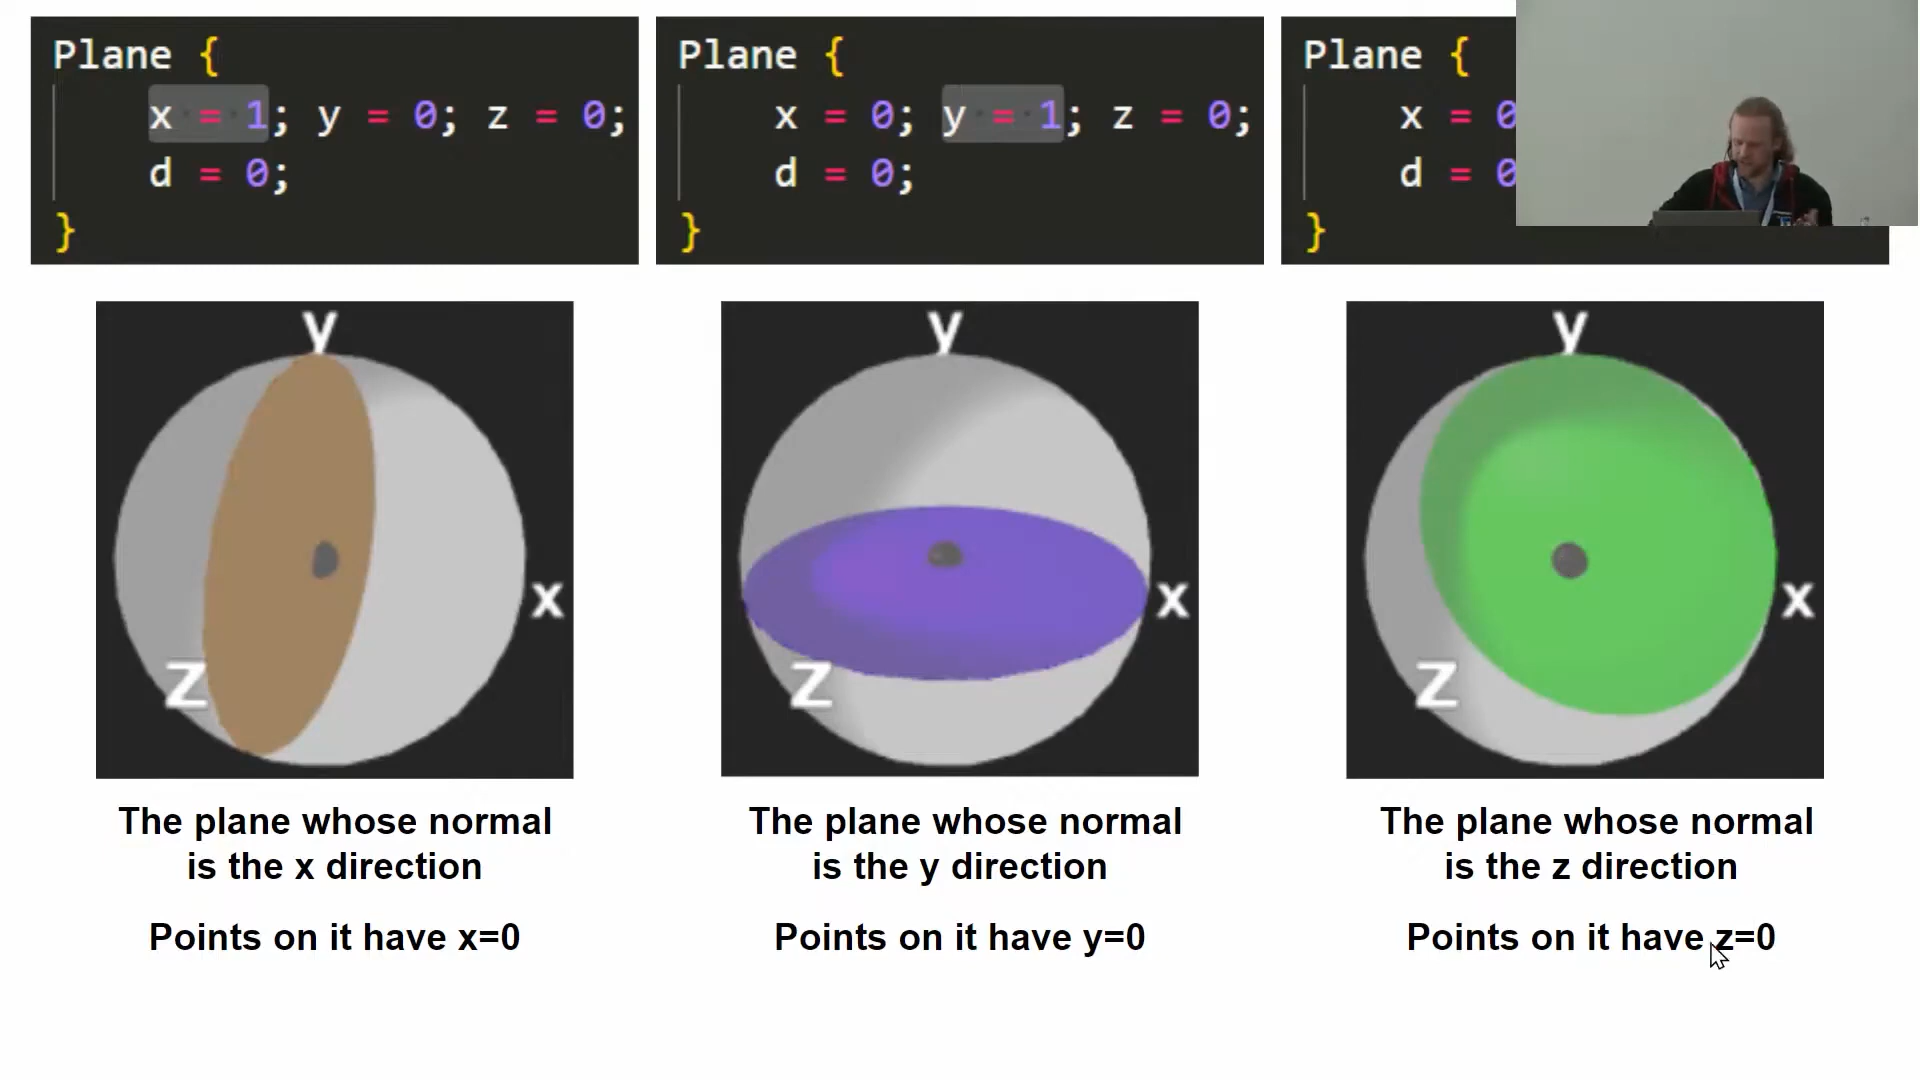 Plane {
x = 1; y = 0; z = 0;
d = 0;
}
Plane {
x = 0; y = 1; z = 0;
d = 0;
}
Plane {
x = 0
d = 0
}
y
x
z
y
x
z
y
x
z
The plane whose normal
is the x direction
Points on it have x=0
The plane whose normal
is the y direction
Points on it have y=0
The plane whose normal
is the z direction
Points on it have z=0